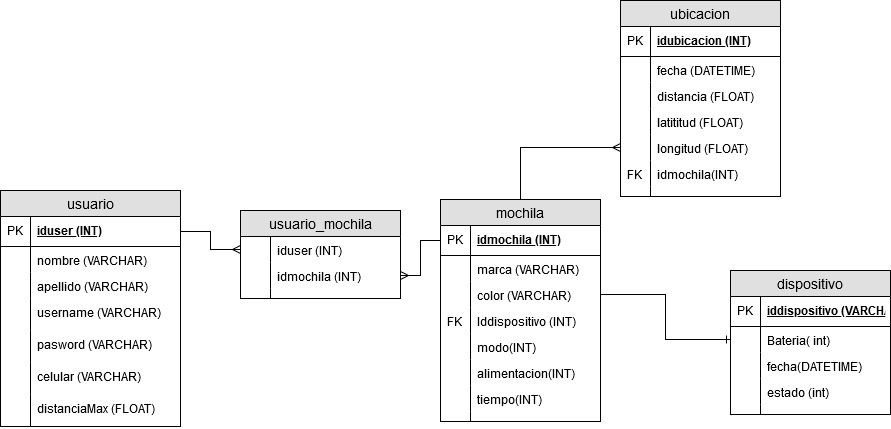 ubicacion
PK idubicacion (INT)
fecha (DATETIME)
distancia (FLOAT)
latititud (FLOAT)
longitud (FLOAT)
FK idmochila(INT)
usuario
PK iduser (INT)
nombre (VARCHAR)
apellido (VARCHAR)
username (VARCHAR)
pasword (VARCHAR)
celular (VARCHAR)
distanciaMax (FLOAT)
usuario_mochila
iduser (INT)
idmochila (INT)
mochila
PK idmochila (INT)
marca (VARCHAR)
color (VARCHAR)
FK Iddispositivo (INT)
modo(INT)
alimentacion(INT)
tiempo(INT)
dispositivo
PK iddispositivo (VARCHA
Bateria( int)
fecha(DATETIME)
estado (int)